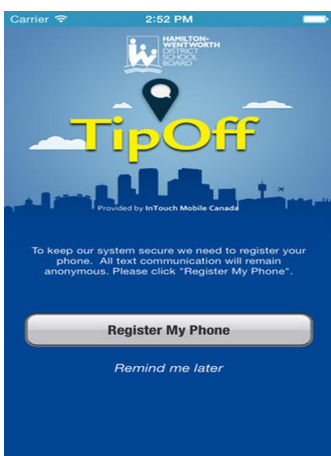 Carrier 2:52 PM
HAMILTON-
WENTWORTH
DISTRICT
SCHOOL
BOARD
TipOff
Provided by InTouch Mobile Canada
To keep our system secure we need to register your
phone. All text communication will remain
anonymous. Please click "Register My Phone".
Register My Phone
Remind me later